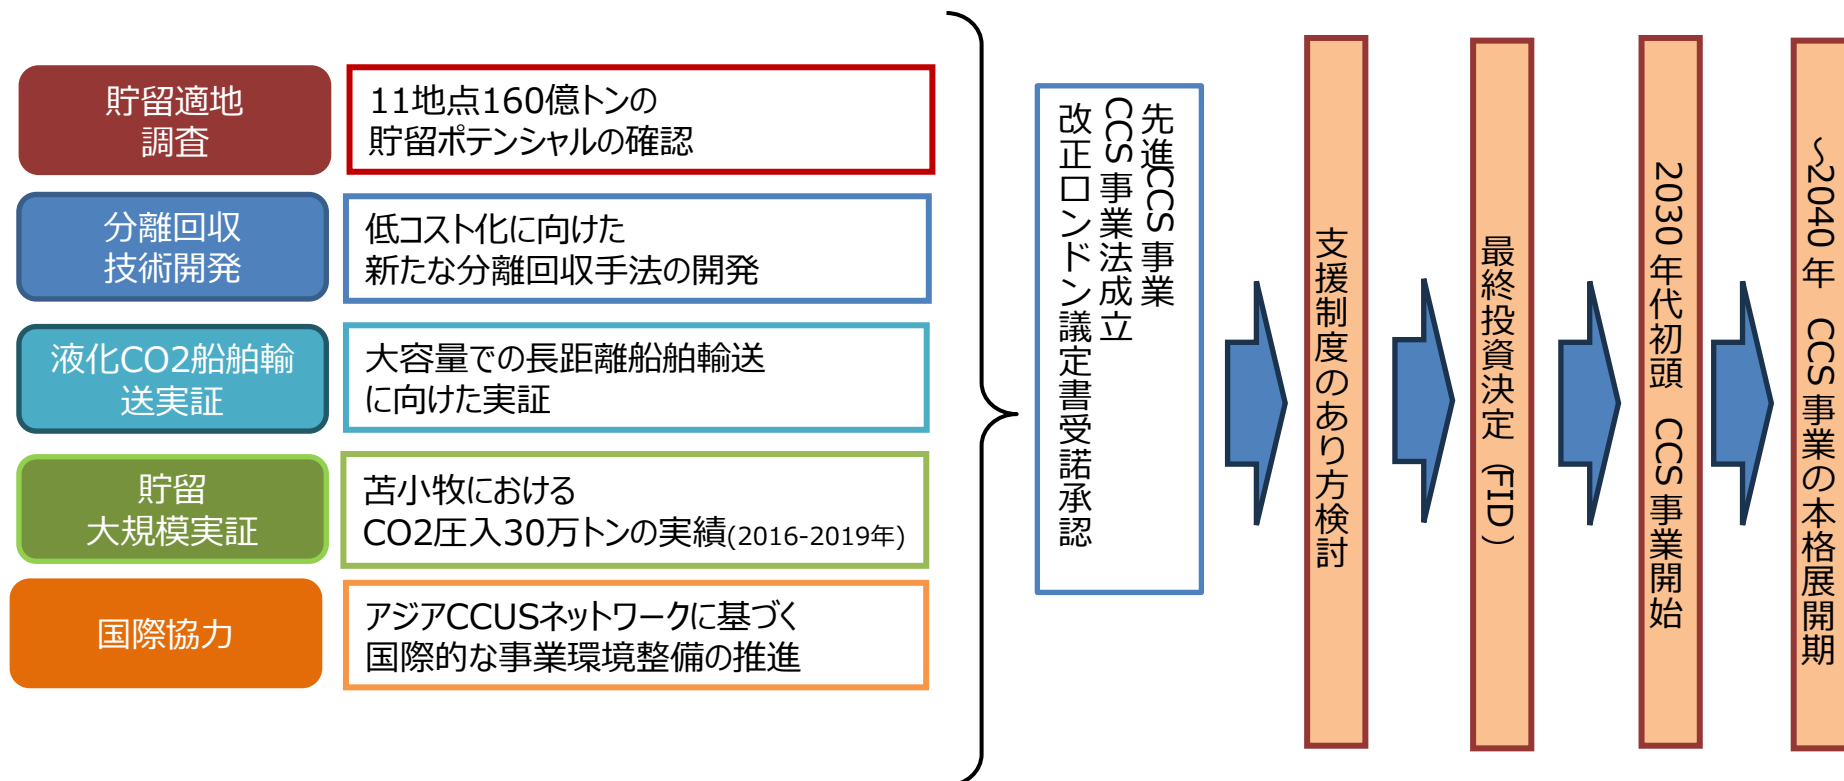 貯留適地
調査
11地点160億トンの
貯留ポテンシャルの確認
分離回収
技術開発
低コスト化に向けた
新たな分離回収手法の開発
液化CO2船舶輸
送実証
大容量での長距離船舶輸送
に向けた実証
貯留
大規模実証
苫小牧における
CO2圧入30万トンの実績(2016-2019年)
国際協力
アジアCCUSネットワークに基づく
国際的な事業環境整備の推進
先進CCS事業
CCS事業法成立
改正ロンドン議定書受諾承認
支援制度のあり方検討
最終投資決定(FID)
2030年代初頭 CCS事業開始
~2040年 CCS事業の本格展開期